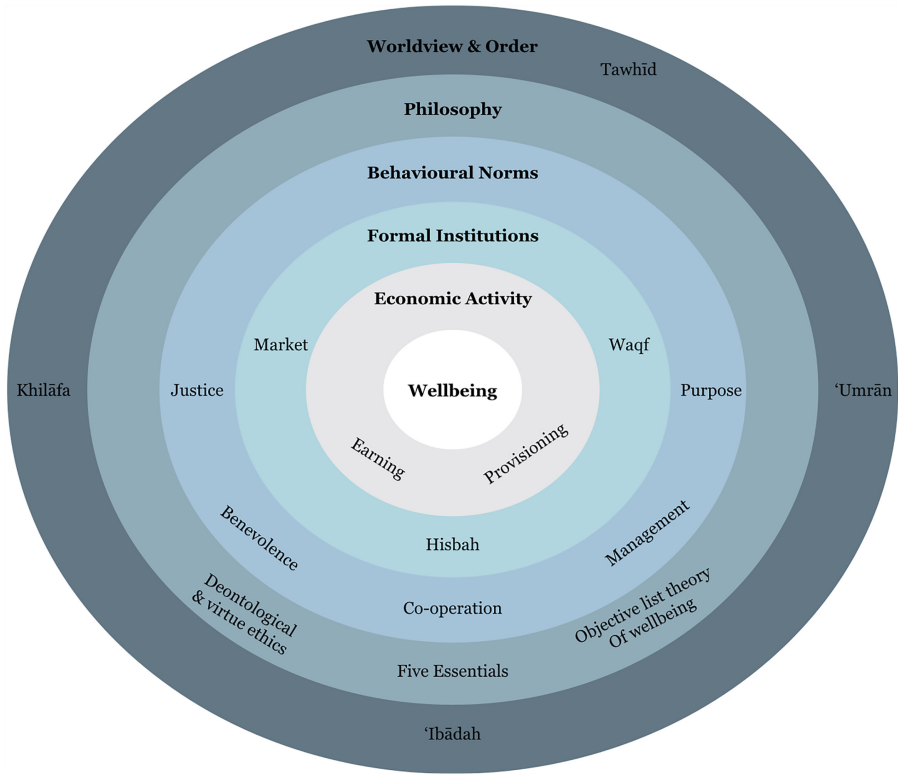 Worldview & Order
Tawhīd
Philosophy
Behavioural Norms
Formal Institutions
Economic Activity
Market
Waqf
Khilāfa
Justice
Wellbeing
Purpose
‘Umrān
Earning
Provisioning
Benevolence
Management
Hisbah
Deontological
& virtue ethics
Co-operation
Objective list theory
Of wellbeing
Five Essentials
‘Ibādah